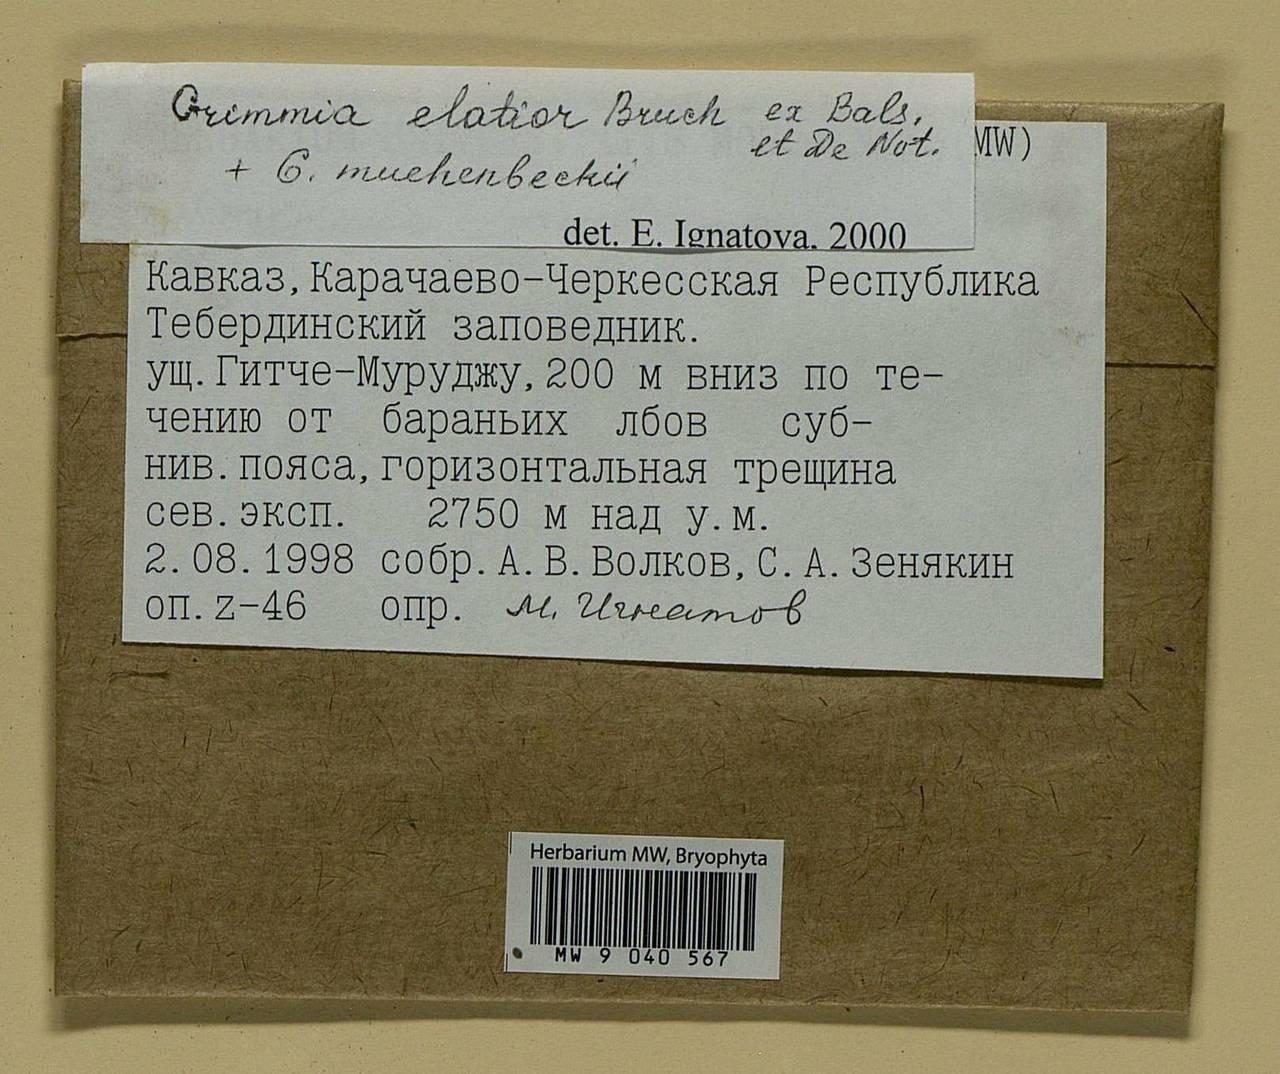 Grimmia elatior Bruch ex Bals.
et De Not.
MW)
+ G. muehenbeckii
det. E. Ignatova, 2000
Кавказ, Карачаево-Черкесская Республика
Тебердинский заповедник.
ущ. Гитче-Муруджу, 200 м вниз по те-
чению от бараньих лбов суб-
нив. пояса, горизонтальная трещина
сев. эксп. 2750 м над у.м.
2.08.1998 собр. А.В. Волков, С.А. Зенякин
оп. z-46 опр. М. Игнатов
Herbarium MW, Bryophyta
MW 9 040 567